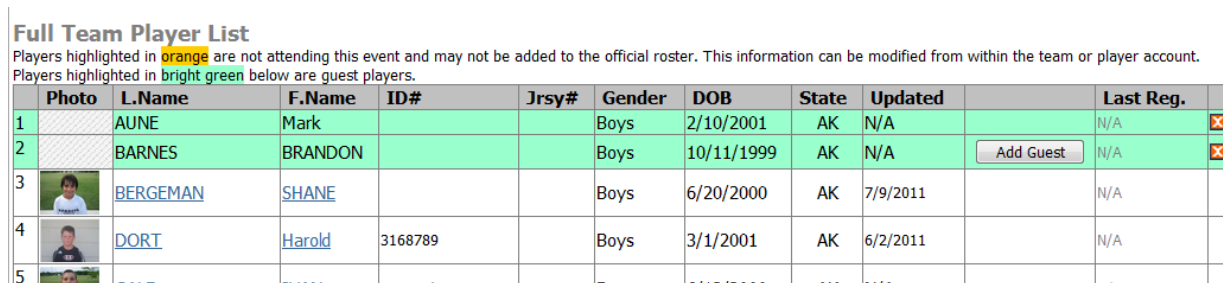 Full Team Player List
Players highlighted in orange are not attending this event and may not be added to the official roster. This information can be modified from within the team or player account.
Players highlighted in bright green below are guest players.
Photo L.Name F.Name ID# Jrsy# Gender DOB State Updated Last Reg.
1 AUNE Mark Boys 2/10/2001 AK N/A N/A
2 BARNES BRANDON Boys 10/11/1999 AK N/A Add Guest N/A
3 BERGEMAN SHANE Boys 6/20/2000 AK 7/9/2011 N/A
4 DORT Harold 3168789 Boys 3/1/2001 AK 6/2/2011 N/A
5